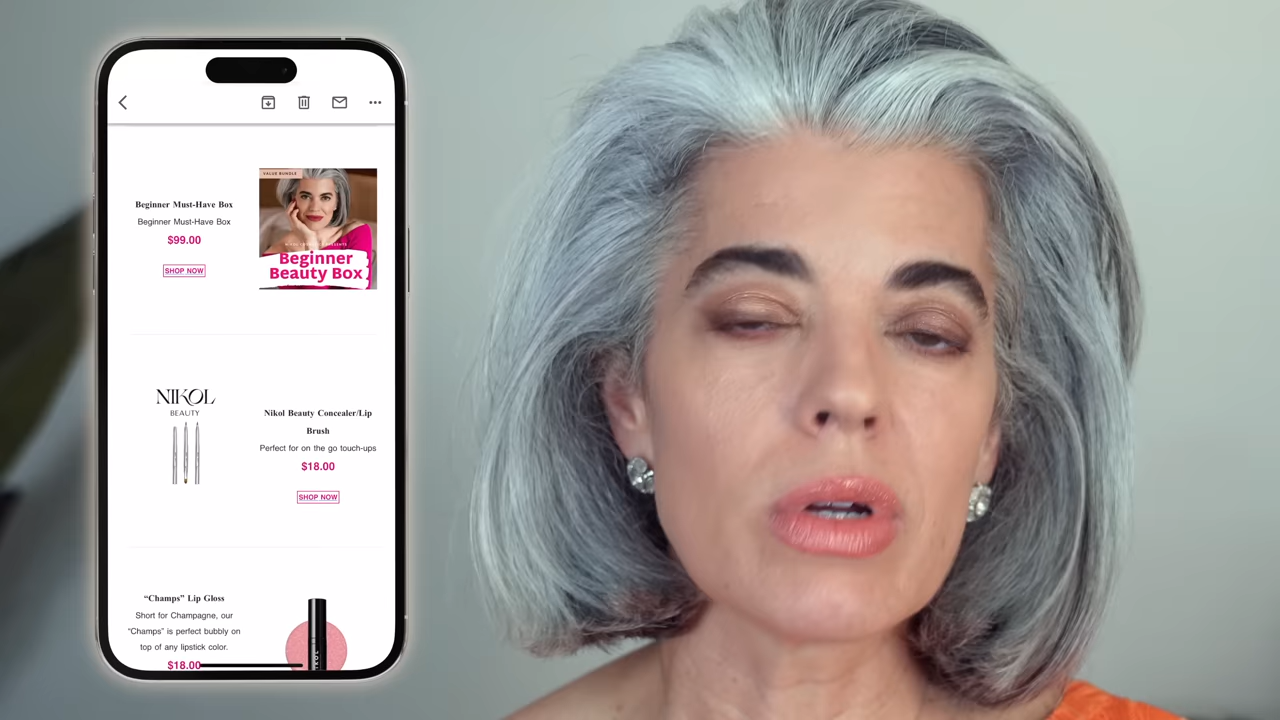 Beginner Must-Have Box
Beginner Must-Have Box
$99.00
SHOP NOW
VALUE BUNDLE
Beginner
Beauty Box
NIKOL
BEAUTY
Nikol Beauty Concealer/Lip
Brush
Perfect for on the go touch-ups
$18.00
SHOP NOW
“Champs” Lip Gloss
Short for Champagne, our
“Champs” is perfect bubbly on
top of any lipstick color.
$18.00